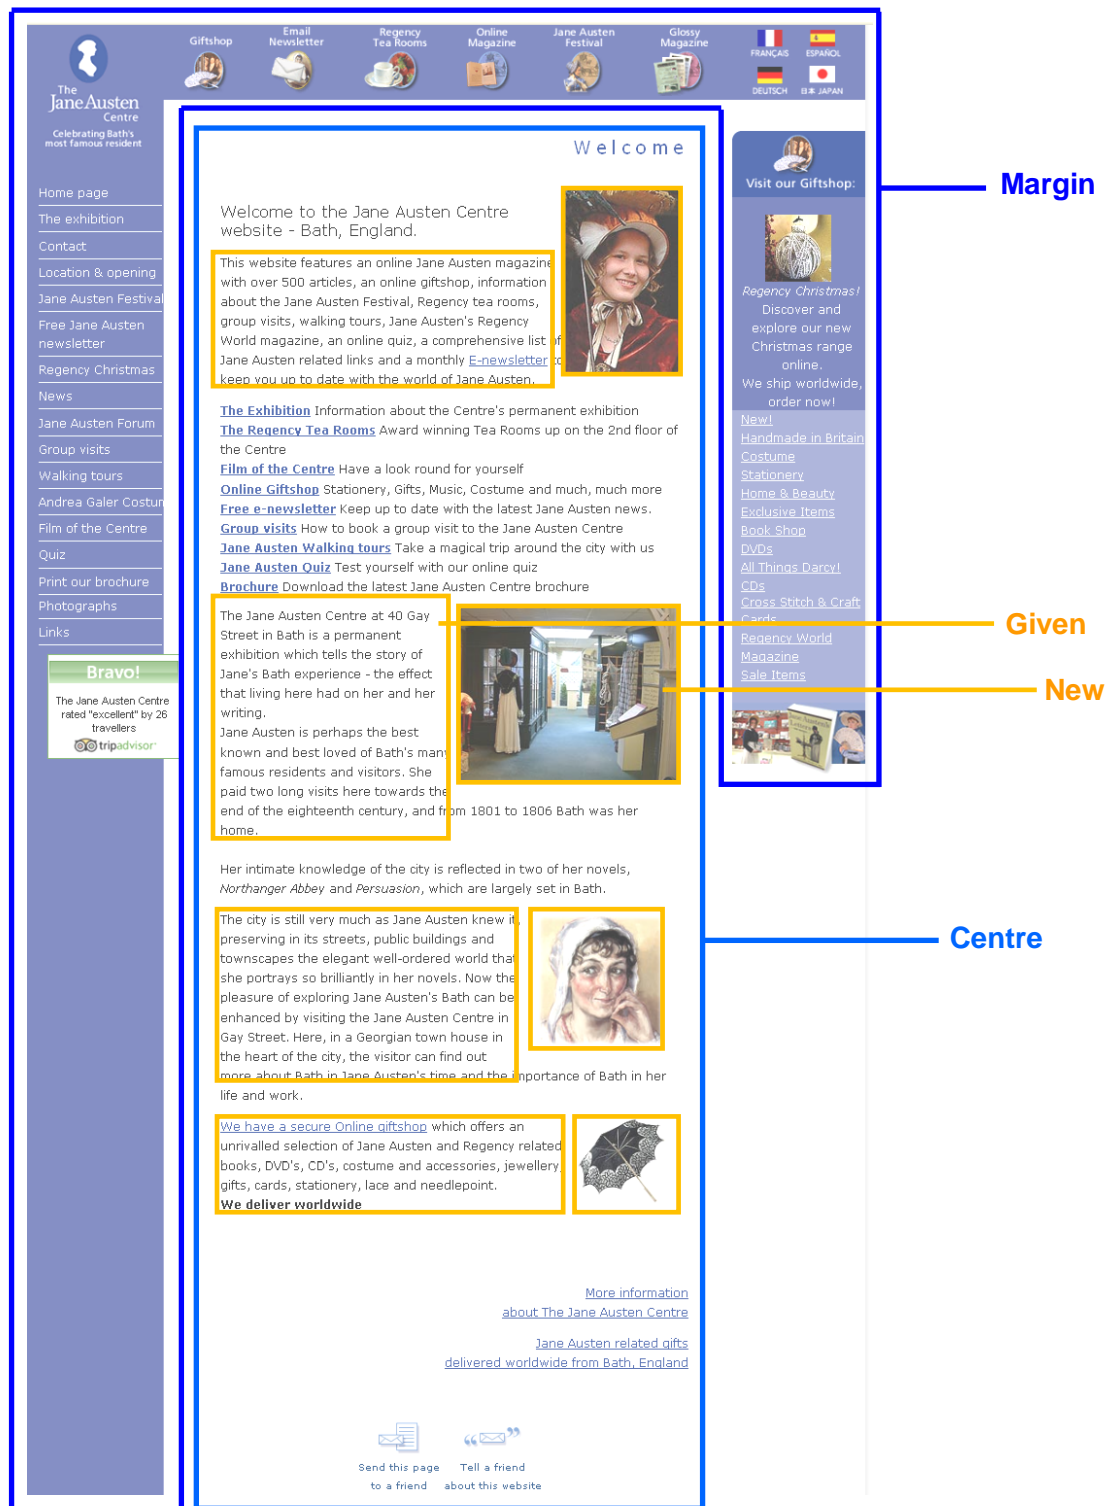 Giftshop
Email
Newsletter
Regency
Tea Rooms
Online
Magazine
Jane Austen
Festival
Glossy
Magazine
FRANÇAIS
ESPAÑOL
DEUTSCH
日本 JAPAN
The
Jane Austen
Centre
Celebrating Bath's
most famous resident
Home page
The exhibition
Contact
Location & opening
Jane Austen Festival
Free Jane Austen
newsletter
Regency Christmas
News
Jane Austen Forum
Group visits
Walking tours
Andrea Galer Costum
Film of the Centre
Quiz
Print our brochure
Photographs
Links
Bravo!
The Jane Austen Centre
rated "excellent" by 26
travellers
tripadvisor
Welcome
Welcome to the Jane Austen Centre
website - Bath, England.
This website features an online Jane Austen magazine
with over 500 articles, an online giftshop, information
about the Jane Austen Festival, Regency tea rooms,
group visits, walking tours, Jane Austen's Regency
World magazine, an online quiz, a comprehensive list of
Jane Austen related links and a monthly E-newsletter to
keep you up to date with the world of Jane Austen.
The Exhibition Information about the Centre's permanent exhibition
The Regency Tea Rooms Award winning Tea Rooms up on the 2nd floor of
the Centre
Film of the Centre Have a look round for yourself
Online Giftshop Stationery, Gifts, Music, Costume and much, much more
Free e-newsletter Keep up to date with the latest Jane Austen news.
Group visits How to book a group visit to the Jane Austen Centre
Jane Austen Walking tours Take a magical trip around the city with us
Jane Austen Quiz Test yourself with our online quiz
Brochure Download the latest Jane Austen Centre brochure
The Jane Austen Centre at 40 Gay
Street in Bath is a permanent
exhibition which tells the story of
Jane's Bath experience - the effect
that living here had on her and her
writing.
Jane Austen is perhaps the best
known and best loved of Bath's many
famous residents and visitors. She
paid two long visits here towards the
end of the eighteenth century, and from 1801 to 1806 Bath was her
home.
Her intimate knowledge of the city is reflected in two of her novels,
Northanger Abbey and Persuasion, which are largely set in Bath.
The city is still very much as Jane Austen knew it,
preserving in its streets, public buildings and
townscapes the elegant well-ordered world that
she portrays so brilliantly in her novels. Now the
pleasure of exploring Jane Austen's Bath can be
enhanced by visiting the Jane Austen Centre in
Gay Street. Here, in a Georgian town house in
the heart of the city, the visitor can find out
more about Bath in Jane Austen's time and the importance of Bath in her
life and work.
We have a secure Online giftshop which offers an
unrivalled selection of Jane Austen and Regency related
books, DVD's, CD's, costume and accessories, jewellery,
gifts, cards, stationery, lace and needlepoint.
We deliver worldwide
More information
about The Jane Austen Centre
Jane Austen related gifts
delivered worldwide from Bath, England
Send this page
to a friend
Tell a friend
about this website
Visit our Giftshop:
Regency Christmas!
Discover and
explore our new
Christmas range
online.
We ship worldwide,
order now!
New!
Handmade in Britain
Costume
Stationery
Home & Beauty
Exclusive Items
Book Shop
DVDs
All Things Darcy!
CDs
Cross Stitch & Craft
Cards
Regency World
Magazine
Sale Items
Margin
Given
New
Centre